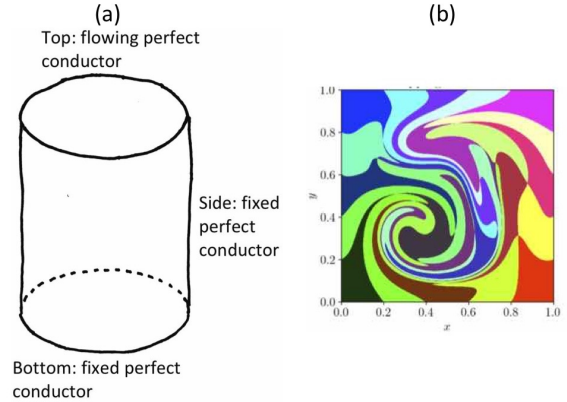 (a)
Top: flowing perfect
conductor
Side: fixed
perfect
conductor
Bottom: fixed perfect
conductor
(b)
1.0
0.8
0.6
0.4
0.2
0.0
y
0.0 0.2 0.4 0.6 0.8 1.0
x